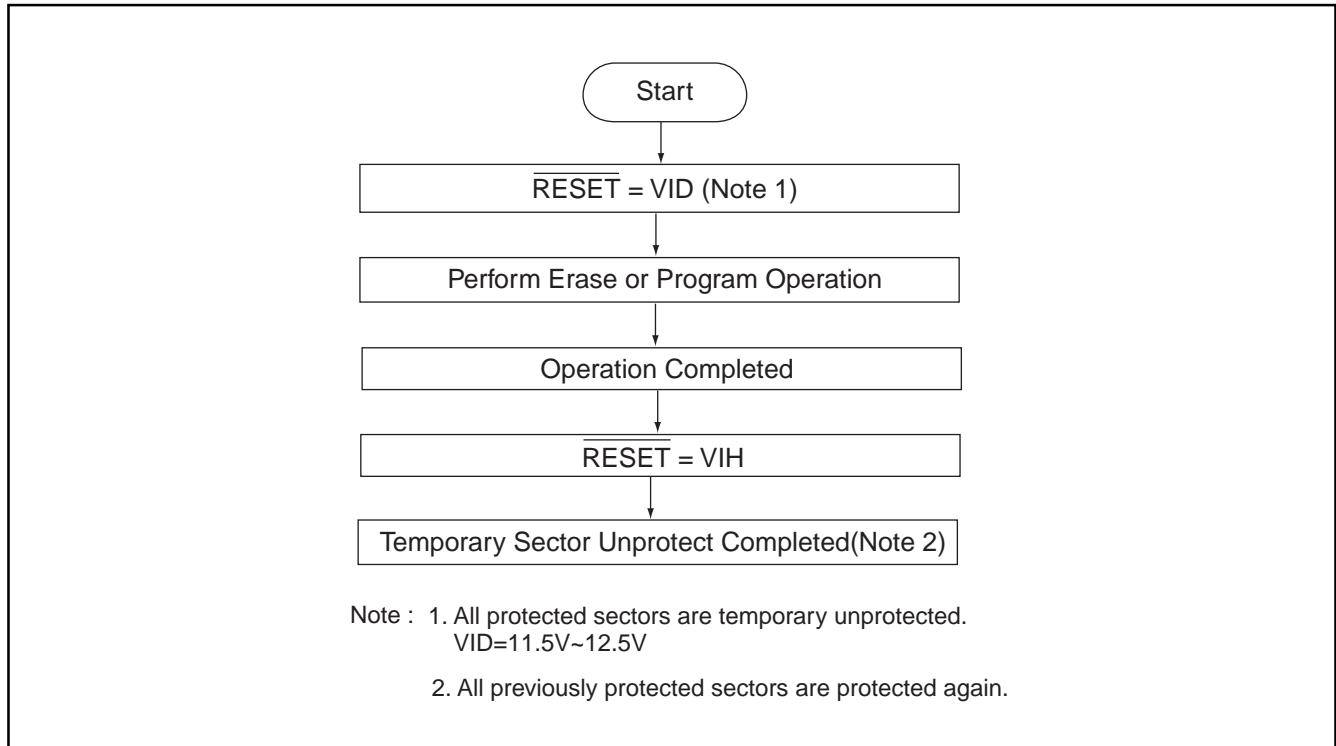 Start
RESET = VID (Note 1)
Perform Erase or Program Operation
Operation Completed
RESET = VIH
Temporary Sector Unprotect Completed(Note 2)
Note : 1. All protected sectors are temporary unprotected.
VID=11.5V~12.5V
2. All previously protected sectors are protected again.